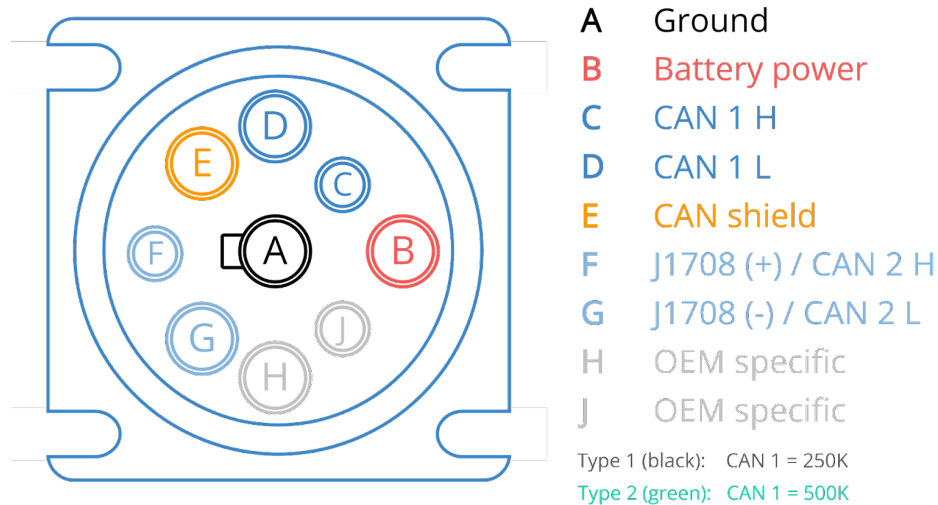 D
E
C
F
A
B
G
J
H
A Ground
B Battery power
C CAN 1 H
D CAN 1 L
E CAN shield
F J1708 (+) / CAN 2 H
G J1708 (-) / CAN 2 L
H OEM specific
J OEM specific
Type 1 (black): CAN 1 = 250K
Type 2 (green): CAN 1 = 500K